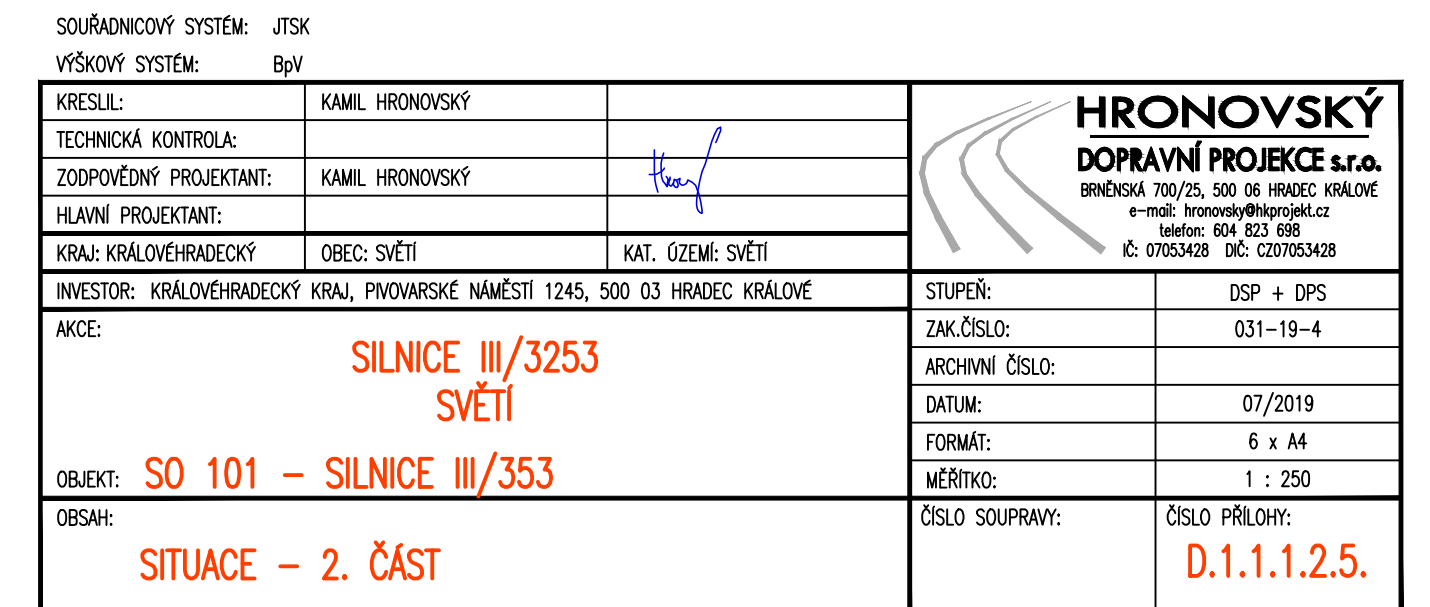 SOUŘADNICOVÝ SYSTÉM: JTSK
VÝŠKOVÝ SYSTÉM: BpV
KRESLIL: KAMIL HRONOVSKÝ
TECHNICKÁ KONTROLA:
ZODPOVĚDNÝ PROJEKTANT: KAMIL HRONOVSKÝ
HLAVNÍ PROJEKTANT:
KRAJ: KRÁLOVÉHRADECKÝ OBEC: SVĚTÍ KAT. ÚZEMÍ: SVĚTÍ
INVESTOR: KRÁLOVÉHRADECKÝ KRAJ, PIVOVARSKÉ NÁMĚSTÍ 1245, 500 03 HRADEC KRÁLOVÉ
AKCE:
SILNICE III/3253
SVĚTÍ
OBJEKT: SO 101 – SILNICE III/353
OBSAH:
SITUACE – 2. ČÁST
HRONOVSKÝ
DOPRAVNÍ PROJEKCE s.r.o.
BRNĚNSKÁ 700/25, 500 06 HRADEC KRÁLOVÉ
e-mail: hronovsky@hkprojekt.cz
telefon: 604 823 698
IČ: 07053428 DIČ: CZ07053428
STUPEŇ: DSP + DPS
ZAK.ČÍSLO: 031-19-4
ARCHIVNÍ ČÍSLO:
DATUM: 07/2019
FORMÁT: 6 x A4
MĚŘÍTKO: 1 : 250
ČÍSLO SOUPRAVY: ČÍSLO PŘÍLOHY:
D.1.1.1.2.5.